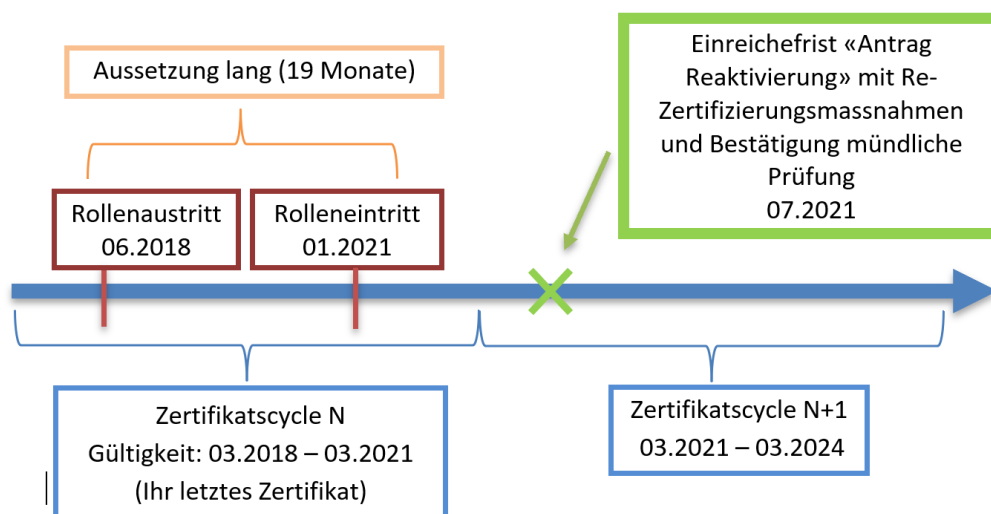 Aussetzung lang (19 Monate)
Einreichefrist «Antrag
Reaktivierung» mit Re-
Zertifizierungsmassnahmen
und Bestätigung mündliche
Prüfung
07.2021
Rollenaustritt
06.2018
Rolleneintritt
01.2021
Zertifikatscycle N
Gültigkeit: 03.2018 – 03.2021
(Ihr letztes Zertifikat)
Zertifikatscycle N+1
03.2021 – 03.2024